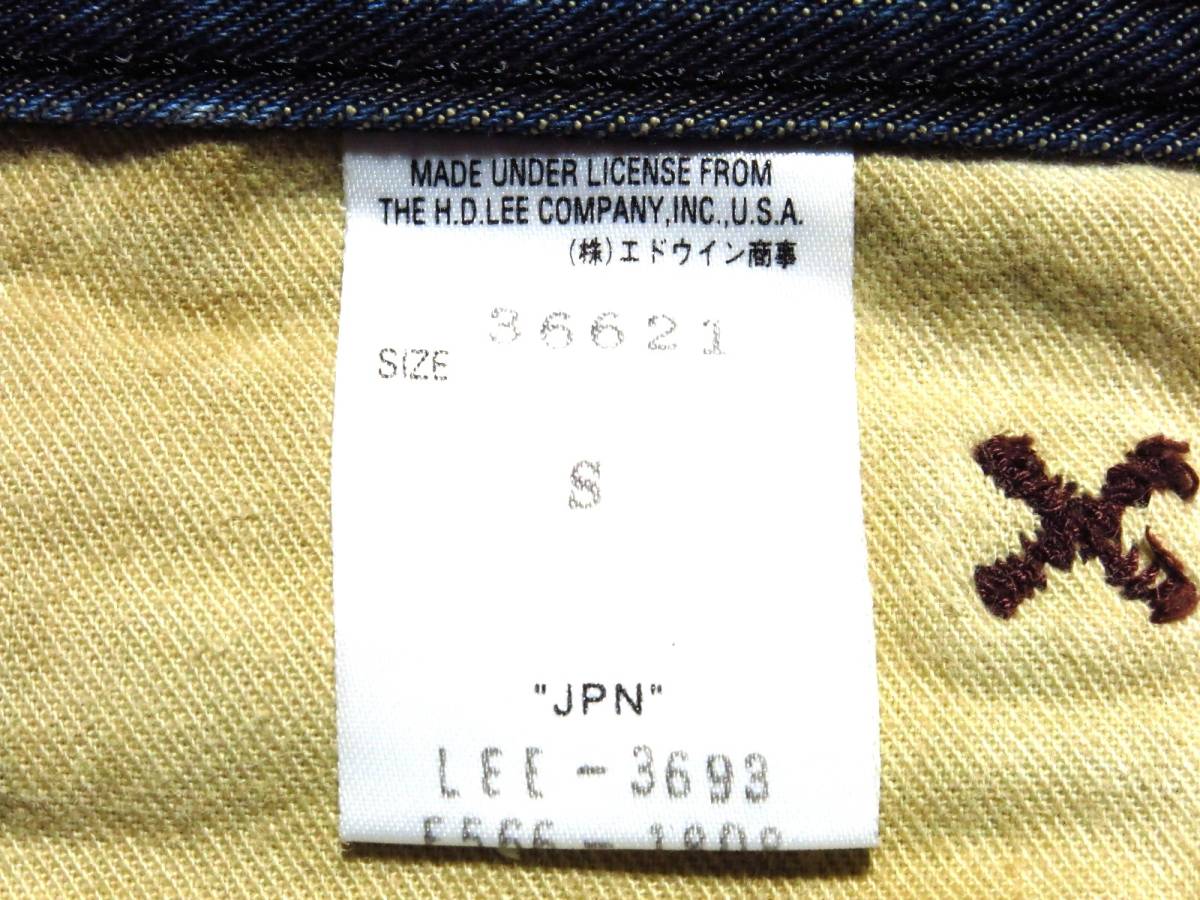 MADE UNDER LICENSE FROM
THE H.D.LEE COMPANY,INC.,U.S.A.
(株)エドウイン商事
36621
SIZE
S
"JPN"
LEE-3693